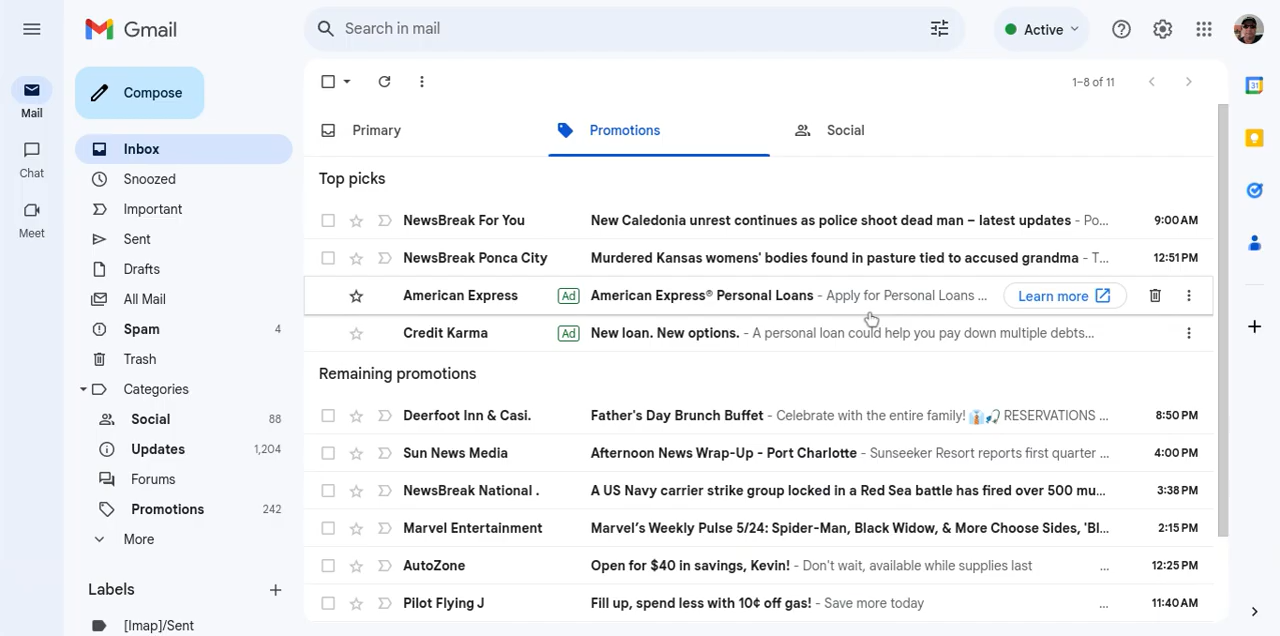 Gmail
Search in mail
Active
Mail
Chat
Meet
Compose
Inbox
Snoozed
Important
Sent
Drafts
All Mail
Spam 4
Trash
Categories
Social 88
Updates 1,204
Forums
Promotions 242
More
Labels
[Imap]/Sent
1–8 of 11
Primary
Promotions
Social
Top picks
NewsBreak For You New Caledonia unrest continues as police shoot dead man – latest updates - Po... 9:00 AM
NewsBreak Ponca City Murdered Kansas womens' bodies found in pasture tied to accused grandma - T... 12:51 PM
American Express Ad American Express® Personal Loans - Apply for Personal Loans ... Learn more
Credit Karma Ad New loan. New options. - A personal loan could help you pay down multiple debts...
Remaining promotions
Deerfoot Inn & Casi. Father's Day Brunch Buffet - Celebrate with the entire family! 👔🎣 RESERVATIONS ... 8:50 PM
Sun News Media Afternoon News Wrap-Up - Port Charlotte - Sunseeker Resort reports first quarter ... 4:00 PM
NewsBreak National . A US Navy carrier strike group locked in a Red Sea battle has fired over 500 mu... 3:38 PM
Marvel Entertainment Marvel's Weekly Pulse 5/24: Spider-Man, Black Widow, & More Choose Sides, 'Bl... 2:15 PM
AutoZone Open for $40 in savings, Kevin! - Don't wait, available while supplies last ... 12:25 PM
Pilot Flying J Fill up, spend less with 10¢ off gas! - Save more today ... 11:40 AM
31